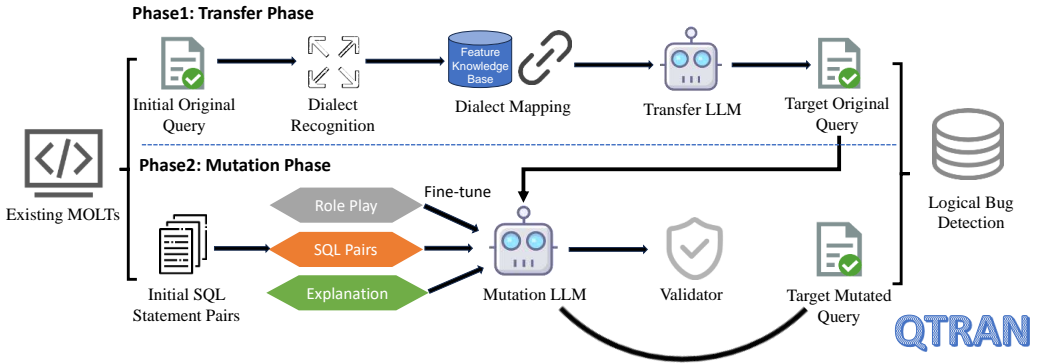 Phase1: Transfer Phase
Feature
Knowledge
Base
Initial Original
Query
Dialect
Recognition
Dialect Mapping
Transfer LLM
Target Original
Query
Phase2: Mutation Phase
</>
Existing MOLTs
Fine-tune
Role Play
SQL Pairs
Explanation
Initial SQL
Statement Pairs
Mutation LLM
Validator
Target Mutated
Query
Logical Bug
Detection
QTRAN